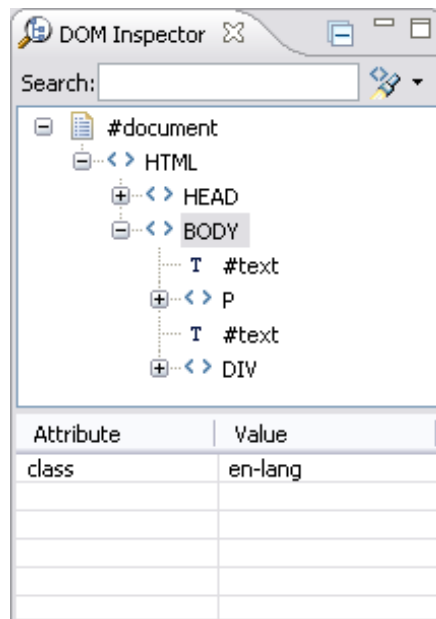 DOM Inspector
Search:
#document
HTML
HEAD
BODY
T #text
P
T #text
DIV
Attribute Value
class en-lang